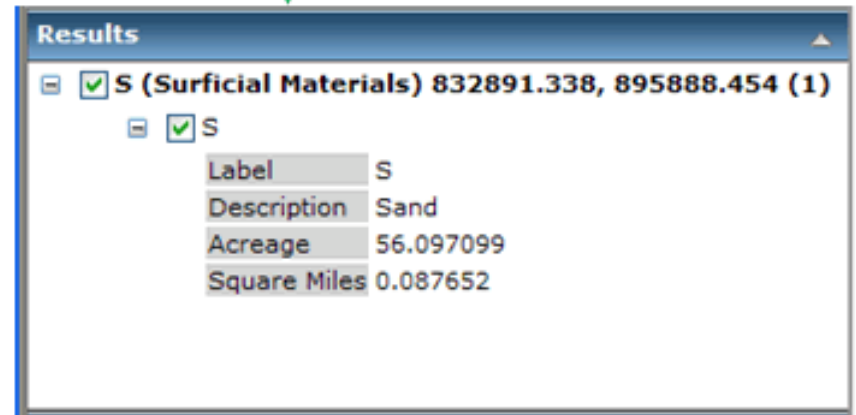 Results
S (Surficial Materials) 832891.338, 895888.454 (1)
S
Label S
Description Sand
Acreage 56.097099
Square Miles 0.087652